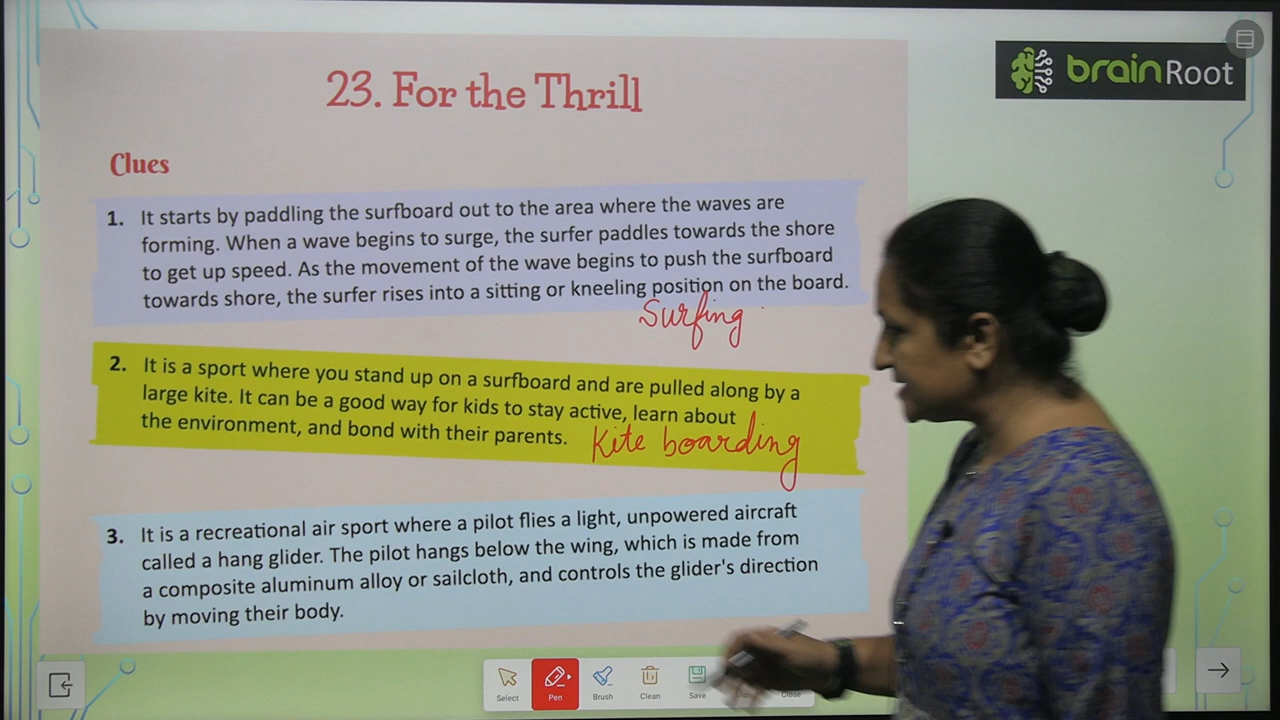 brainRoot
23. For the Thrill
Clues
1. It starts by paddling the surfboard out to the area where the waves are
forming. When a wave begins to surge, the surfer paddles towards the shore
to get up speed. As the movement of the wave begins to push the surfboard
towards shore, the surfer rises into a sitting or kneeling position on the board.
Surfing
2. It is a sport where you stand up on a surfboard and are pulled along by a
large kite. It can be a good way for kids to stay active, learn about
the environment, and bond with their parents.
Kite boarding
3. It is a recreational air sport where a pilot flies a light, unpowered aircraft
called a hang glider. The pilot hangs below the wing, which is made from
a composite aluminum alloy or sailcloth, and controls the glider's direction
by moving their body.
Select Pen Brush Clean Save Close